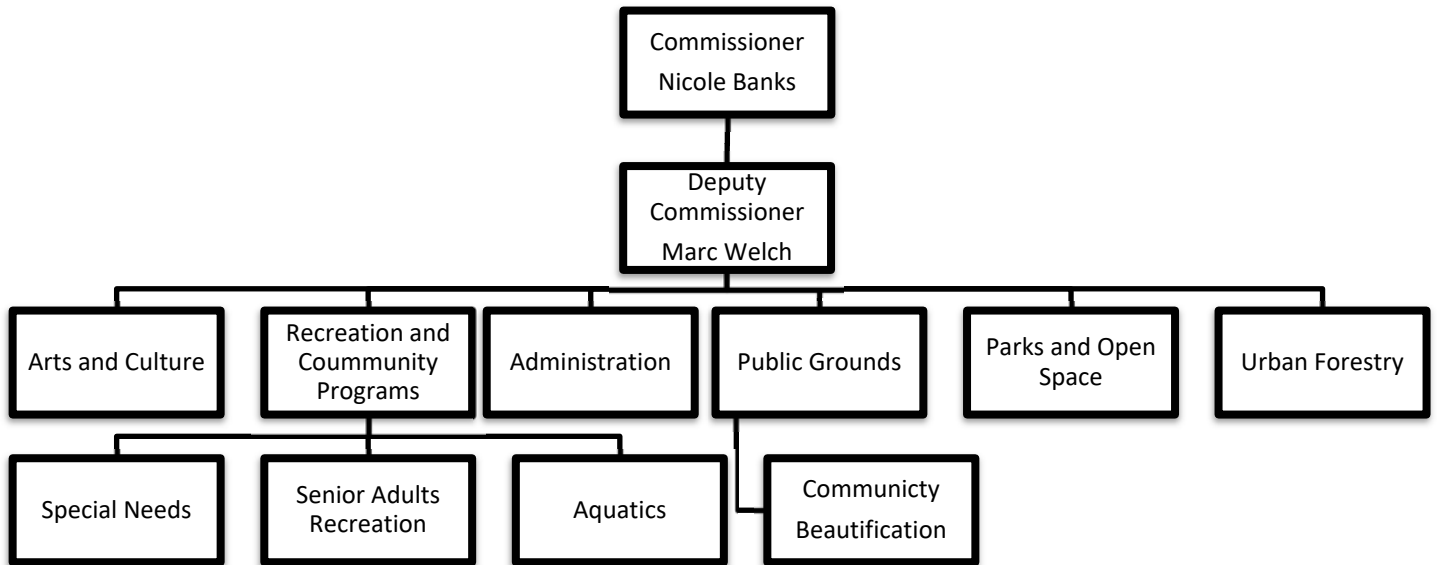 Commissioner
Nicole Banks
Deputy
Commissioner
Marc Welch
Arts and Culture
Recreation and
Coummunity
Programs
Administration
Public Grounds
Parks and Open
Space
Urban Forestry
Special Needs
Senior Adults
Recreation
Aquatics
Communicty
Beautification